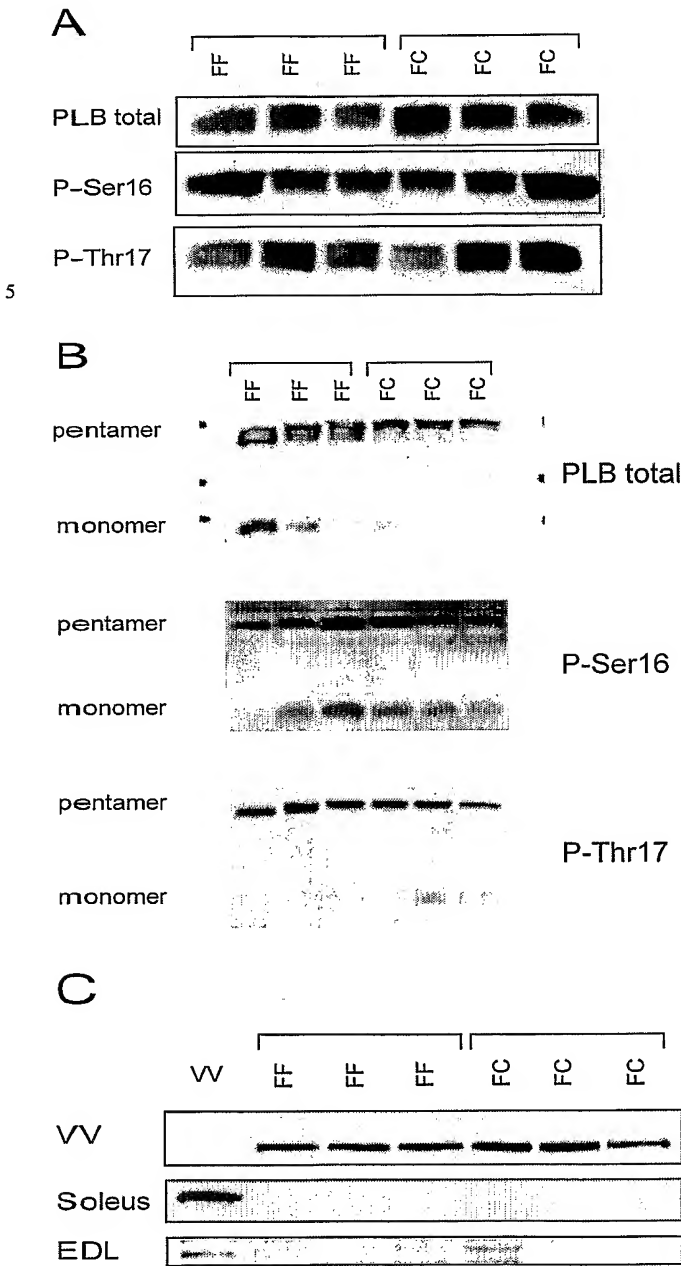 A
FF FF FF FC FC FC
PLB total
P-Ser16
P-Thr17
5
B
FF FF FF FC FC FC
pentamer
PLB total
monomer
pentamer
P-Ser16
monomer
pentamer
P-Thr17
monomer
C
VV FF FF FF FC FC FC
VV
Soleus
EDL